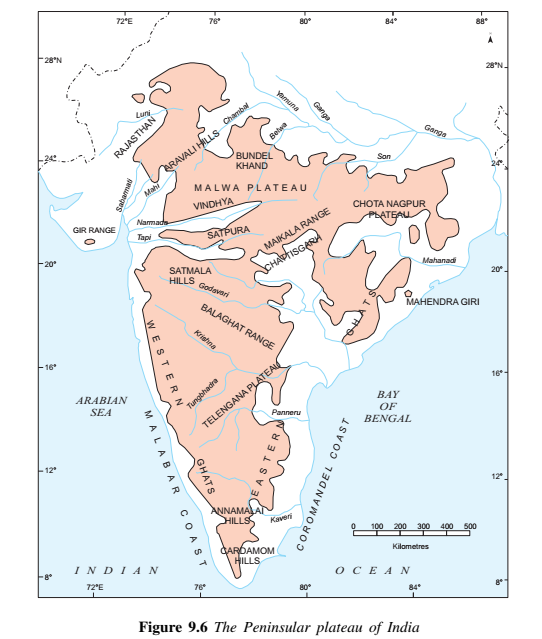 72°E 76° 80° 84° 88°
28°N
28°N
Luni
Chambal
Yamuna
Ganga
Betwa
Ganga
RAJASTHAN
ARAVALI HILLS
BUNDEL
KHAND
Son
24°
24°
Sabarmati
Mahi
MALWA PLATEAU
VINDHYA
CHOTA NAGPUR
PLATEAU
GIR RANGE
Narmada
Tapi
SATPURA
MAIKALA RANGE
CHATTISGARH
Mahanadi
20°
20°
SATMALA
HILLS
Godavari
MAHENDRA GIRI
GHATS
BALAGHAT RANGE
WESTERN
Krishna
16°
16°
ARABIAN
SEA
BAY
OF
BENGAL
Tungbhadra
TELENGANA PLATEAU
Panneru
MALABAR COAST
GHATS
EASTERN
COROMANDEL COAST
12°
12°
ANNAMALAI
HILLS
Kaveri
0 100 200 300 400 500
Kilometres
CARDAMOM
HILLS
INDIAN OCEAN
8°
8°
72°E 76° 80° 84°
Figure 9.6 The Peninsular plateau of India